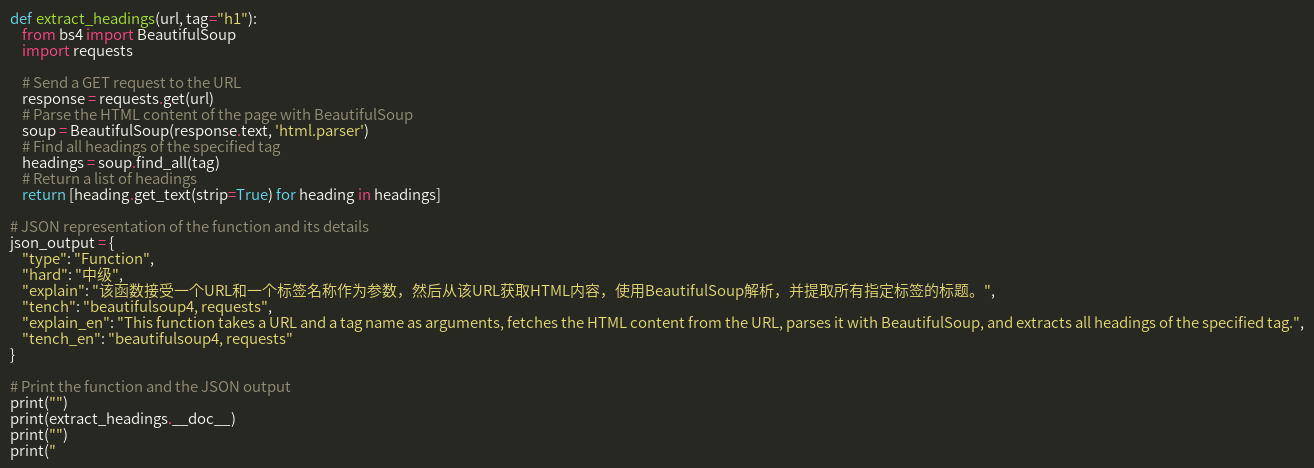 def extract_headings(url, tag="h1"):
from bs4 import BeautifulSoup
import requests
# Send a GET request to the URL
response = requests.get(url)
# Parse the HTML content of the page with BeautifulSoup
soup = BeautifulSoup(response.text, 'html.parser')
# Find all headings of the specified tag
headings = soup.find_all(tag)
# Return a list of headings
return [heading.get_text(strip=True) for heading in headings]
# JSON representation of the function and its details
json_output = {
"type": "Function",
"hard": "中级",
"explain": "该函数接受一个URL和一个标签名称作为参数，然后从该URL获取HTML内容，使用BeautifulSoup解析，并提取所有指定标签的标题。",
"tench": "beautifulsoup4, requests",
"explain_en": "This function takes a URL and a tag name as arguments, fetches the HTML content from the URL, parses it with BeautifulSoup, and extracts all headings of the specified tag.",
"tench_en": "beautifulsoup4, requests"
}
# Print the function and the JSON output
print("")
print(extract_headings.__doc__)
print("")
print("